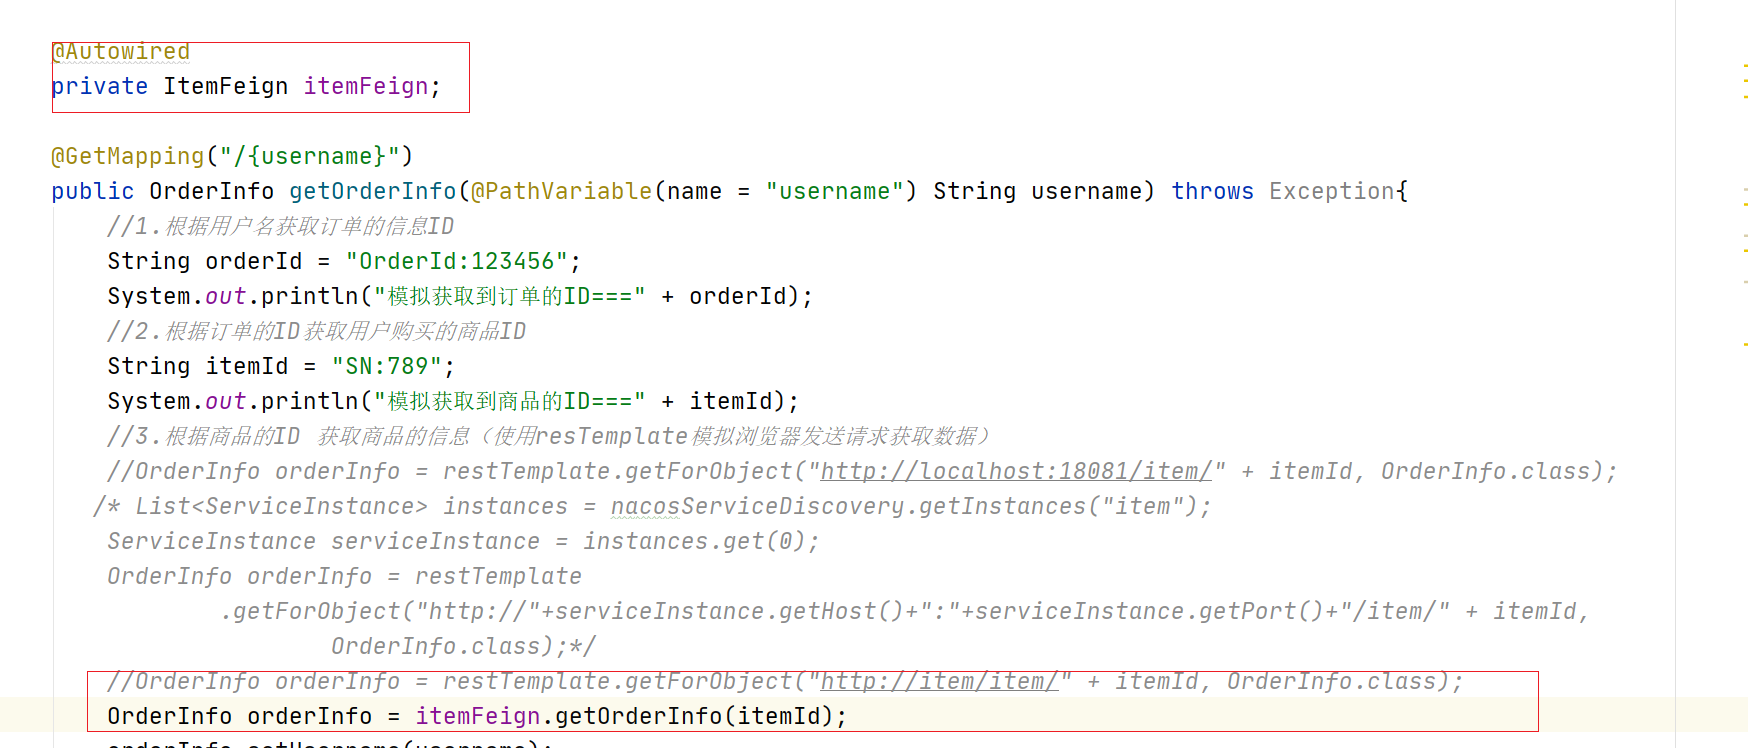 @Autowired
private ItemFeign itemFeign;
@GetMapping("/{username}")
public OrderInfo getOrderInfo(@PathVariable(name = "username") String username) throws Exception{
//1.根据用户名获取订单的信息ID
String orderId = "OrderId:123456";
System.out.println("模拟获取到订单的ID===" + orderId);
//2.根据订单的ID获取用户购买的商品ID
String itemId = "SN:789";
System.out.println("模拟获取到商品的ID===" + itemId);
//3.根据商品的ID 获取商品的信息（使用resTemplate模拟浏览器发送请求获取数据）
//OrderInfo orderInfo = restTemplate.getForObject("http://localhost:18081/item/" + itemId, OrderInfo.class);
/* List<ServiceInstance> instances = nacosServiceDiscovery.getInstances("item");
ServiceInstance serviceInstance = instances.get(0);
OrderInfo orderInfo = restTemplate
.getForObject("http://"+serviceInstance.getHost()+":"+serviceInstance.getPort()+"/item/" + itemId,
OrderInfo.class);*/
//OrderInfo orderInfo = restTemplate.getForObject("http://item/item/" + itemId, OrderInfo.class);
OrderInfo orderInfo = itemFeign.getOrderInfo(itemId);